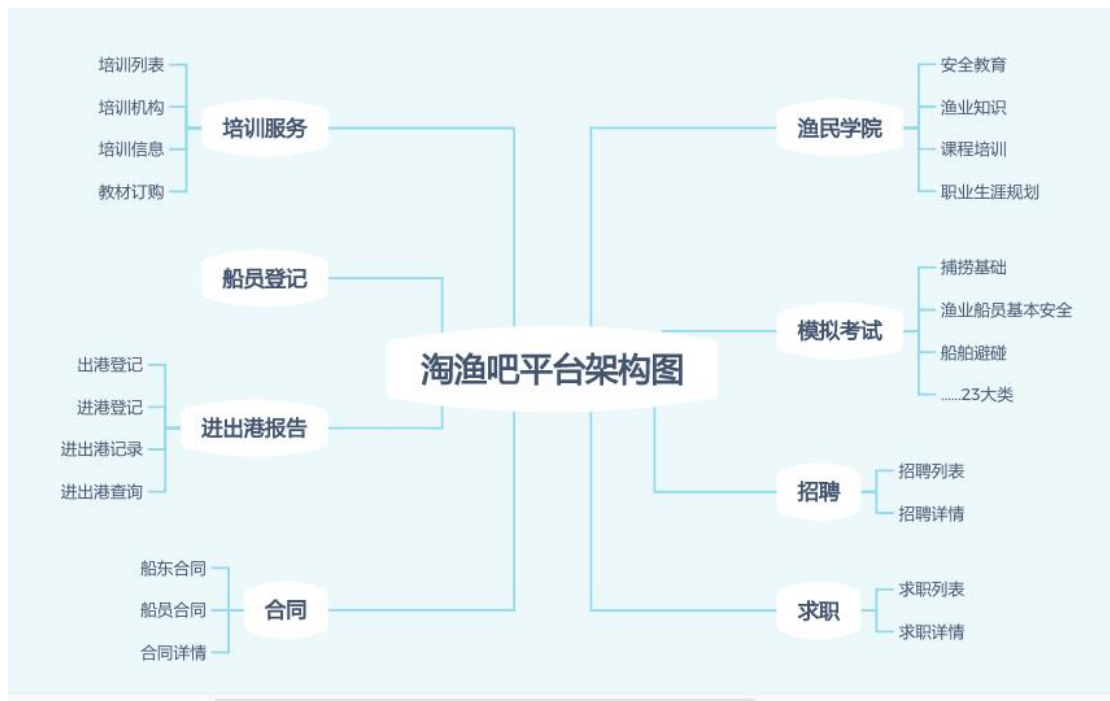 淘渔吧平台架构图
培训服务
培训列表
培训机构
培训信息
教材订购
船员登记
进出港报告
出港登记
进港登记
进出港记录
进出港查询
合同
船东合同
船员合同
合同详情
渔民学院
安全教育
渔业知识
课程培训
职业生涯规划
模拟考试
捕捞基础
渔业船员基本安全
船舶避碰
......23大类
招聘
招聘列表
招聘详情
求职
求职列表
求职详情